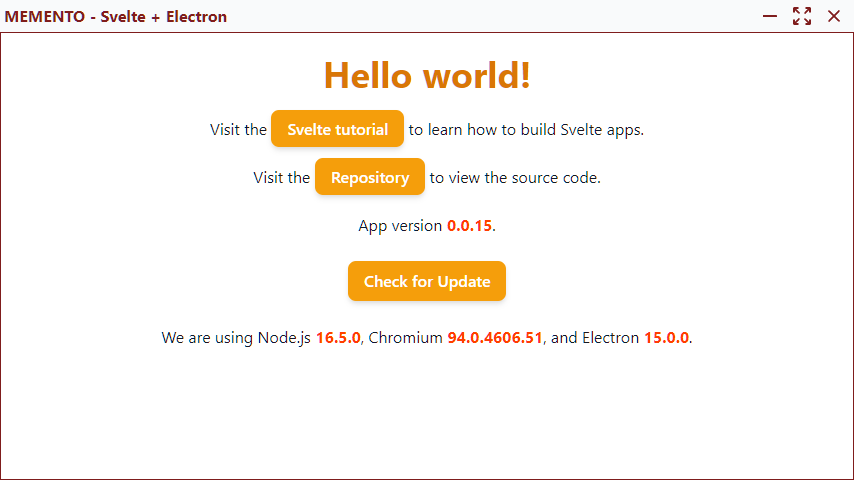 MEMENTO - Svelte + Electron
Hello world!
Visit the Svelte tutorial to learn how to build Svelte apps.
Visit the Repository to view the source code.
App version 0.0.15.
Check for Update
We are using Node.js 16.5.0, Chromium 94.0.4606.51, and Electron 15.0.0.